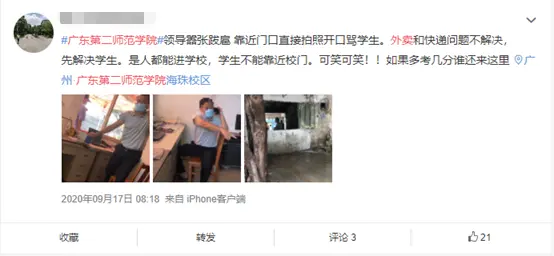 #广东第二师范学院#领导嚣张跋扈 靠近门口直接拍照开口骂学生。外卖和快递问题不解决，
先解决学生。是人都能进学校，学生不能靠近校门。可笑可笑！！如果多考几分谁还来这里 广
州·广东第二师范学院海珠校区
2020年09月17日 08:18 来自 iPhone客户端
收藏 转发 评论 3 21